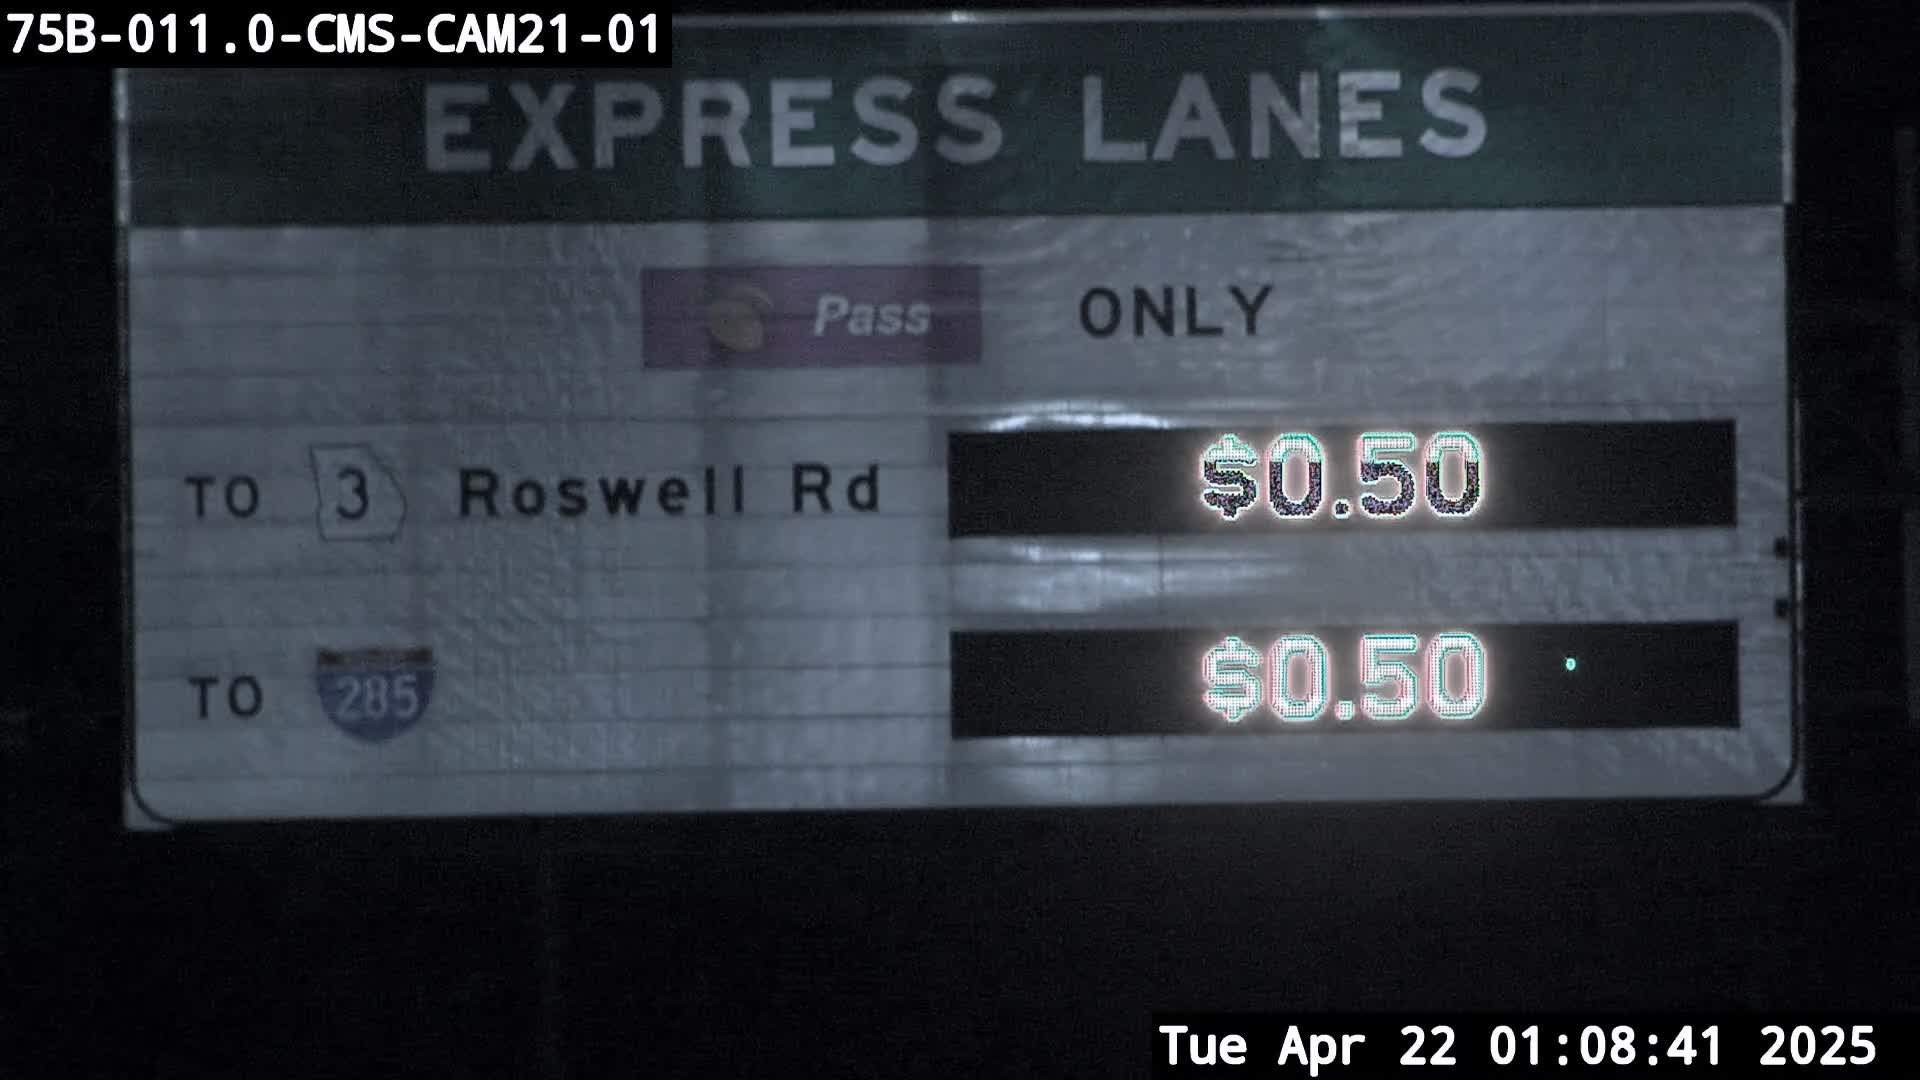 75B-011.0-CMS-CAM21-01
EXPRESS LANES
Pass ONLY
TO 3 Roswell Rd $0.50
TO 285 $0.50
Tue Apr 22 01:08:41 2025